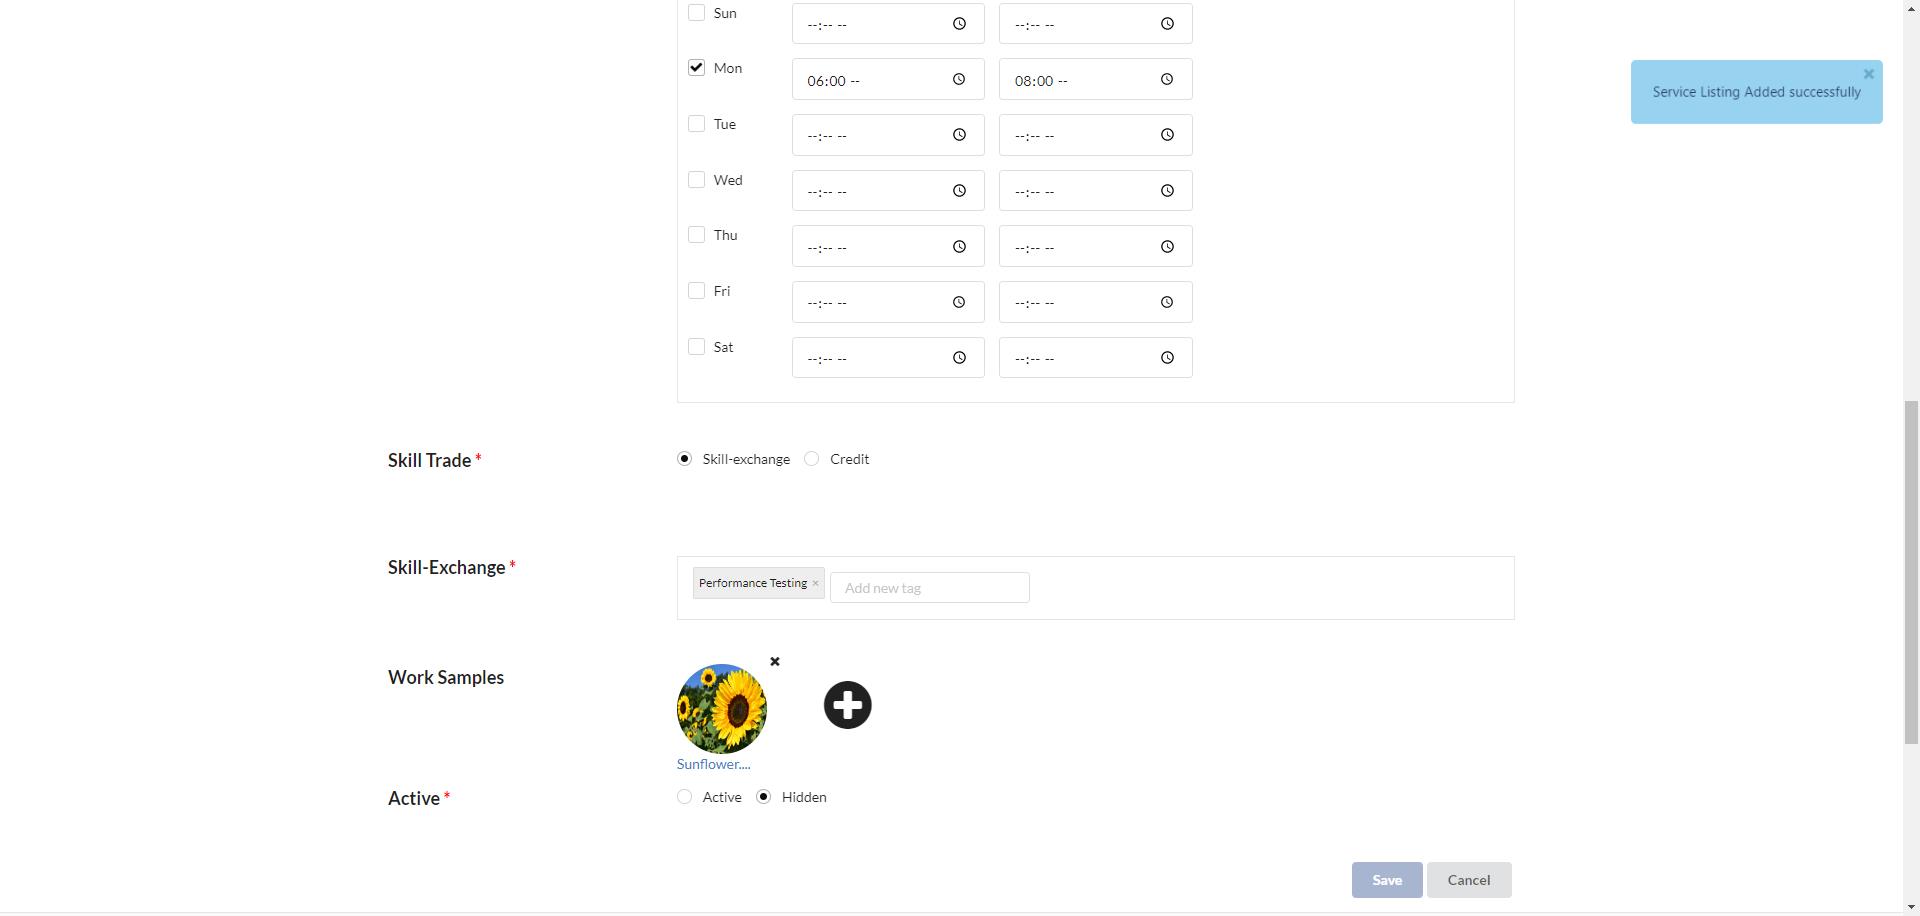 Sun --:-- -- --:-- --
Service Listing Added successfully
Mon 06:00 -- 08:00 --
Tue --:-- -- --:-- --
Wed --:-- -- --:-- --
Thu --:-- -- --:-- --
Fri --:-- -- --:-- --
Sat --:-- -- --:-- --
Skill Trade * Skill-exchange Credit
Skill-Exchange * Performance Testing × Add new tag
Work Samples
Sunflower....
Active * Active Hidden
Save Cancel